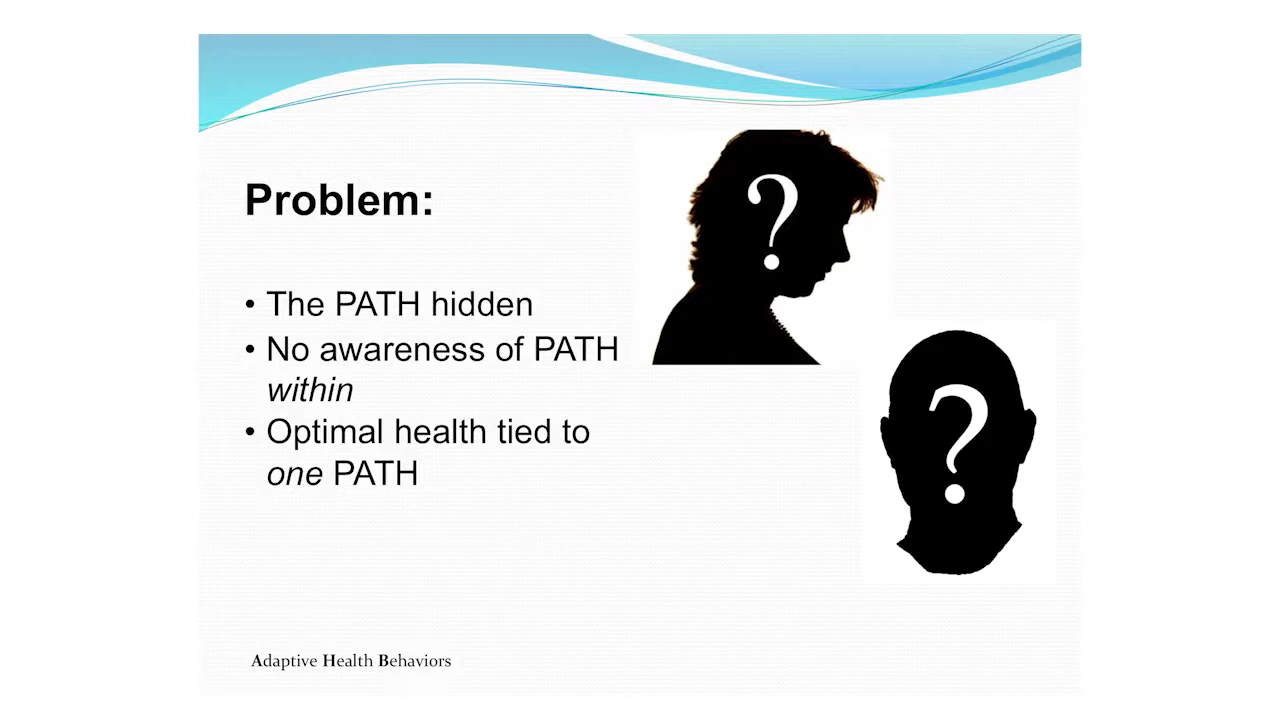 Problem:
• The PATH hidden
• No awareness of PATH
within
• Optimal health tied to
one PATH
?
?
Adaptive Health Behaviors